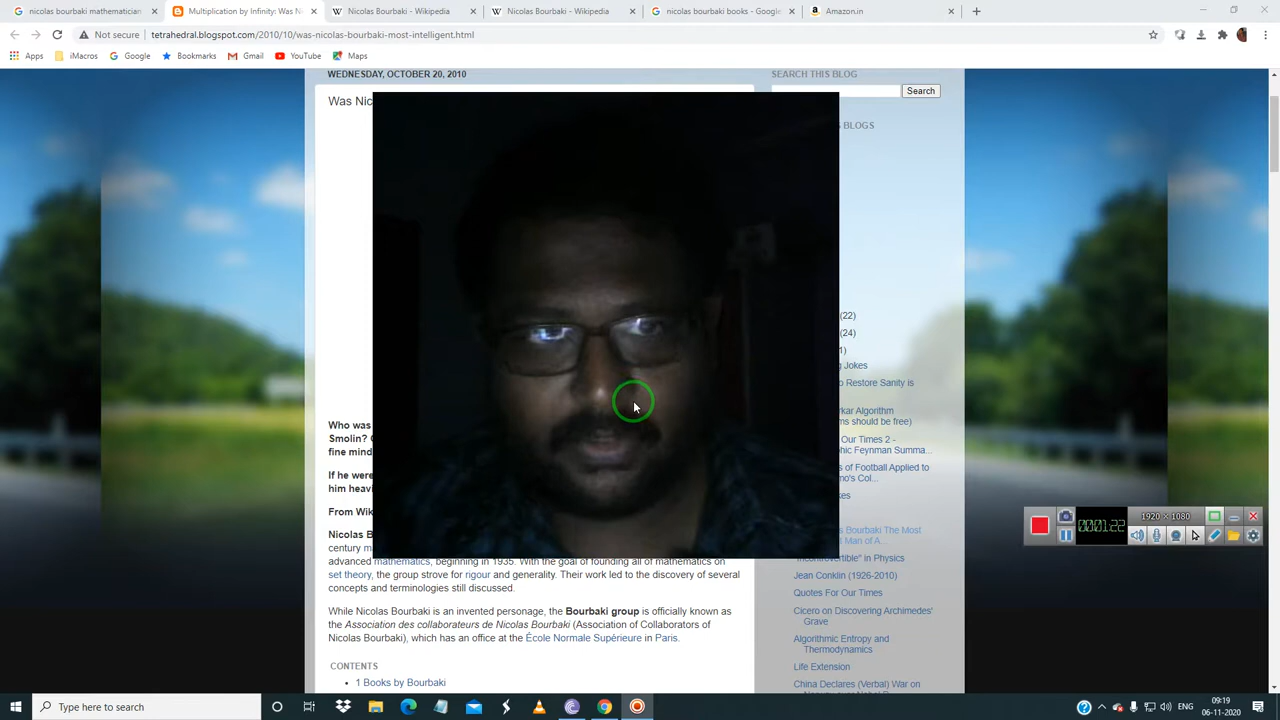 nicolas bourbaki mathematician
Multiplication by Infinity: Was N
Nicolas Bourbaki - Wikipedia
Nicolas Bourbaki - Wikipedia
nicolas bourbaki books - Google
Amazon.in
Not secure
tetrahedral.blogspot.com/2010/10/was-nicolas-bourbaki-most-intelligent.html
Apps
iMacros
Google
Bookmarks
Gmail
YouTube
Maps
WEDNESDAY, OCTOBER 20, 2010
Was Nic
Who was
Smolin?
fine mind
If he were
him heavi
From Wik
Nicolas B
century
advanced mathematics, beginning in 1935. With the goal of founding all of mathematics on
set theory, the group strove for rigour and generality. Their work led to the discovery of several
concepts and terminologies still discussed.
While Nicolas Bourbaki is an invented personage, the Bourbaki group is officially known as
the Association des collaborateurs de Nicolas Bourbaki (Association of Collaborators of
Nicolas Bourbaki), which has an office at the École Normale Supérieure in Paris.
CONTENTS
1 Books by Bourbaki
SEARCH THIS BLOG
Search
BLOGS
(22)
(24)
Jokes
o Restore Sanity is
rkar Algorithm
ms should be free)
Our Times 2 -
phic Feynman Summa...
s of Football Applied to
no's Col...
kes
s Bourbaki The Most
Man of A...
"Incontrovertible" in Physics
Jean Conklin (1926-2010)
Quotes For Our Times
Cicero on Discovering Archimedes'
Grave
Algorithmic Entropy and
Thermodynamics
Life Extension
China Declares (Verbal) War on
1920 × 1080
00:01:22
Type here to search
ENG
09:19
06-11-2020